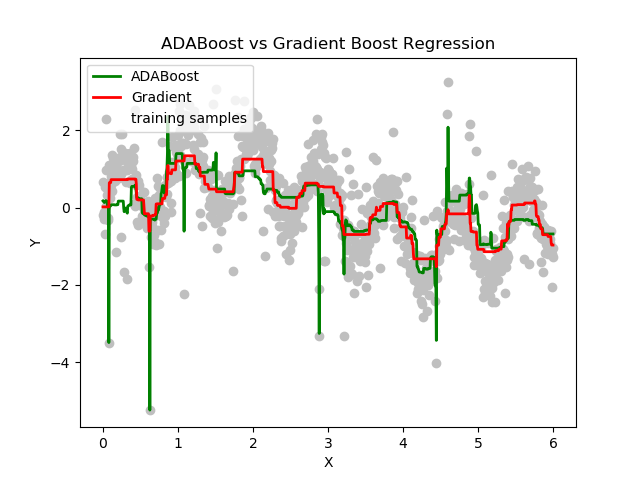 ADABoost vs Gradient Boost Regression
ADABoost
Gradient
training samples
Y
2
0
−2
−4
0
1
2
3
4
5
6
X